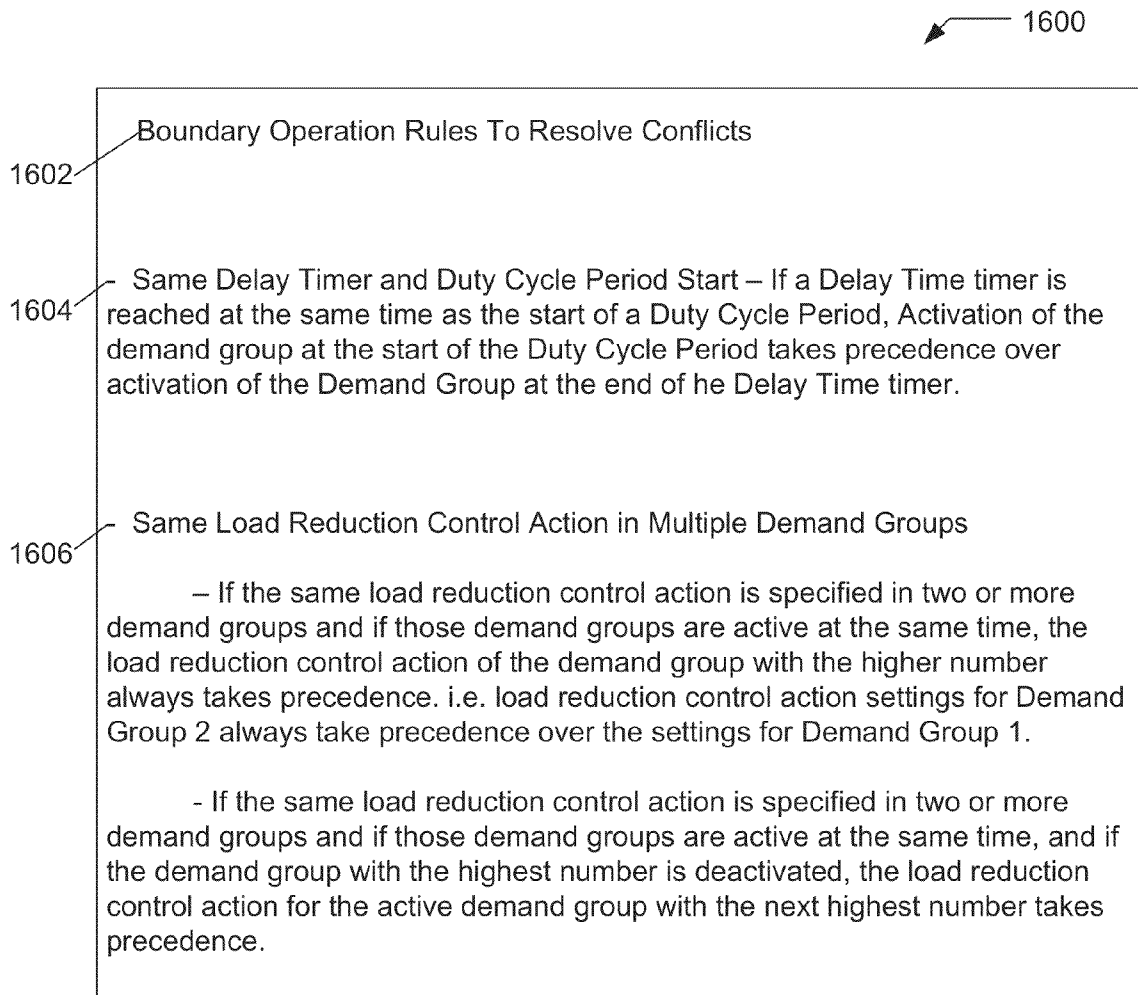 1600
Boundary Operation Rules To Resolve Conflicts
1602
- Same Delay Timer and Duty Cycle Period Start – If a Delay Time timer is
1604
reached at the same time as the start of a Duty Cycle Period, Activation of the
demand group at the start of the Duty Cycle Period takes precedence over
activation of the Demand Group at the end of he Delay Time timer.
- Same Load Reduction Control Action in Multiple Demand Groups
1606
– If the same load reduction control action is specified in two or more
demand groups and if those demand groups are active at the same time, the
load reduction control action of the demand group with the higher number
always takes precedence. i.e. load reduction control action settings for Demand
Group 2 always take precedence over the settings for Demand Group 1.
- If the same load reduction control action is specified in two or more
demand groups and if those demand groups are active at the same time, and if
the demand group with the highest number is deactivated, the load reduction
control action for the active demand group with the next highest number takes
precedence.